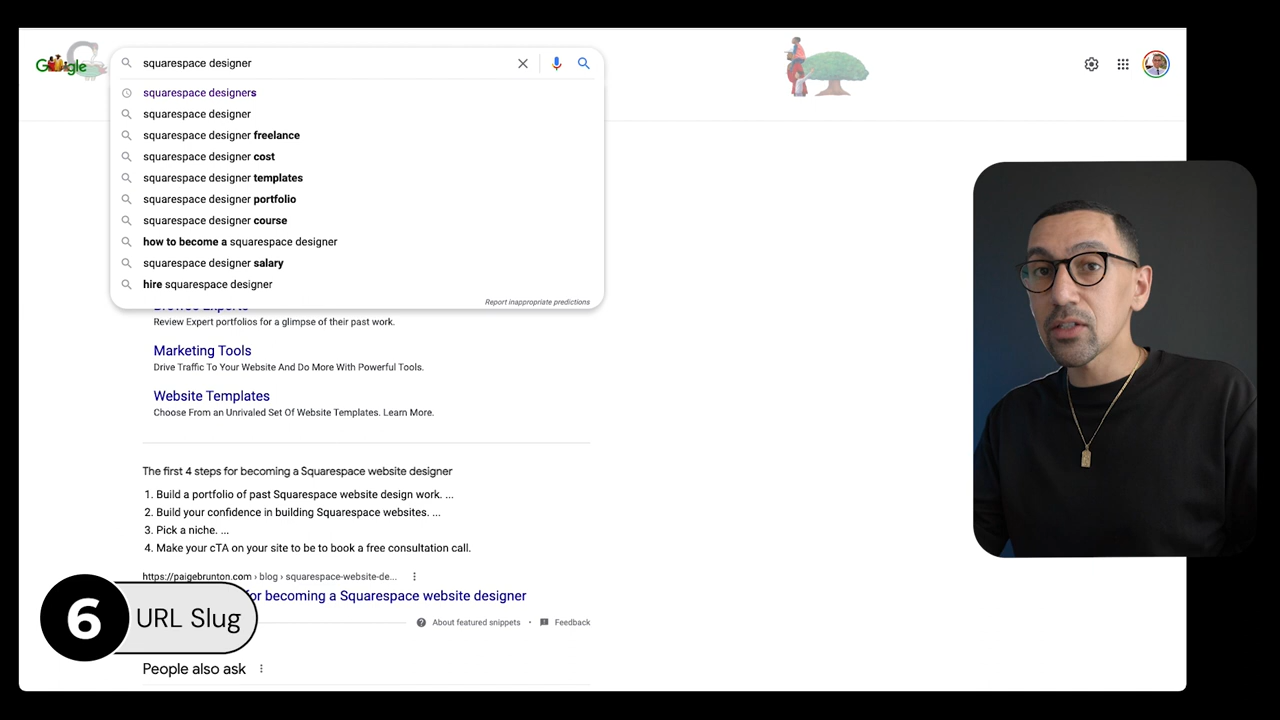 Google
squarespace designer
squarespace designers
squarespace designer
squarespace designer freelance
squarespace designer cost
squarespace designer templates
squarespace designer portfolio
squarespace designer course
how to become a squarespace designer
squarespace designer salary
hire squarespace designer
Report inappropriate predictions
Browse Experts
Review Expert portfolios for a glimpse of their past work.
Marketing Tools
Drive Traffic To Your Website And Do More With Powerful Tools.
Website Templates
Choose From an Unrivaled Set Of Website Templates. Learn More.
The first 4 steps for becoming a Squarespace website designer
1. Build a portfolio of past Squarespace website design work. ...
2. Build your confidence in building Squarespace websites. ...
3. Pick a niche. ...
4. Make your cTA on your site to be to book a free consultation call.
https://paigebrunton.com › blog › squarespace-website-de...
for becoming a Squarespace website designer
6 URL Slug
About featured snippets • Feedback
People also ask